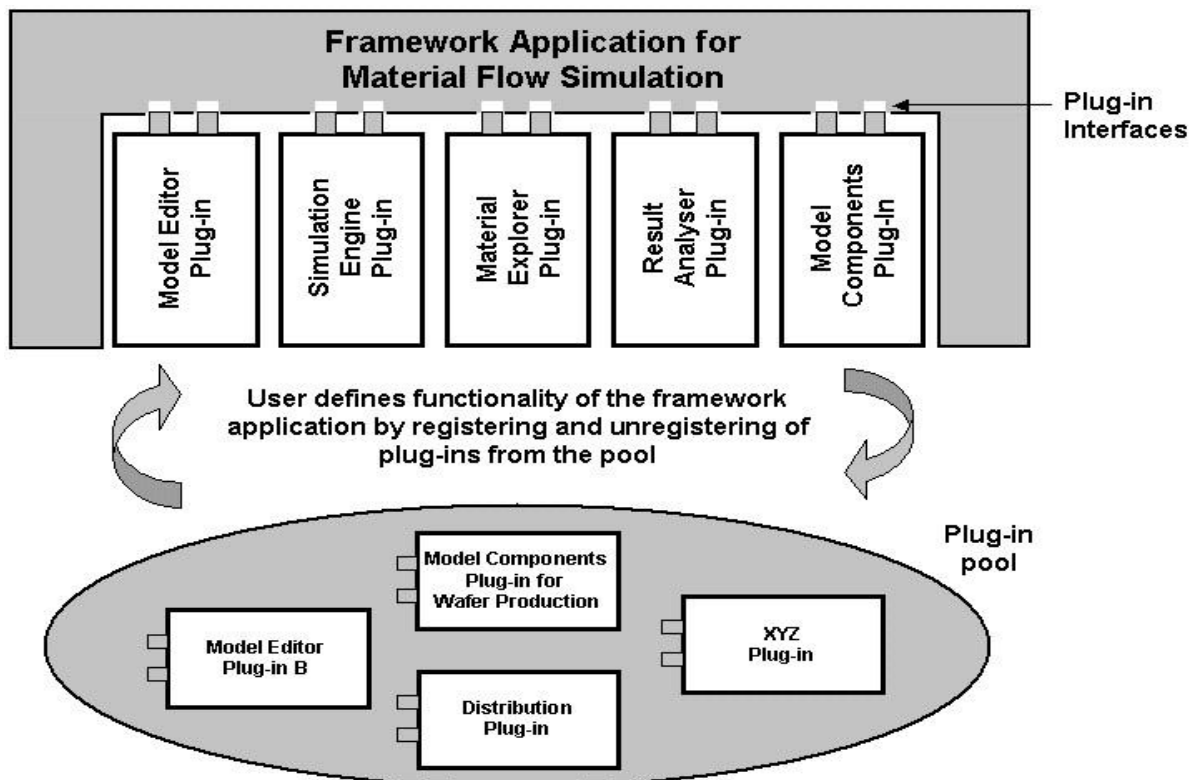 Framework Application for
Material Flow Simulation
Plug-in
Interfaces
Model Editor
Plug-in
Simulation
Engine
Plug-in
Material
Explorer
Plug-in
Result
Analyser
Plug-in
Model
Components
Plug-In
User defines functionality of the framework
application by registering and unregistering of
plug-ins from the pool
Plug-in
pool
Model Components
Plug-in for
Wafer Production
Model Editor
Plug-in B
XYZ
Plug-in
Distribution
Plug-in